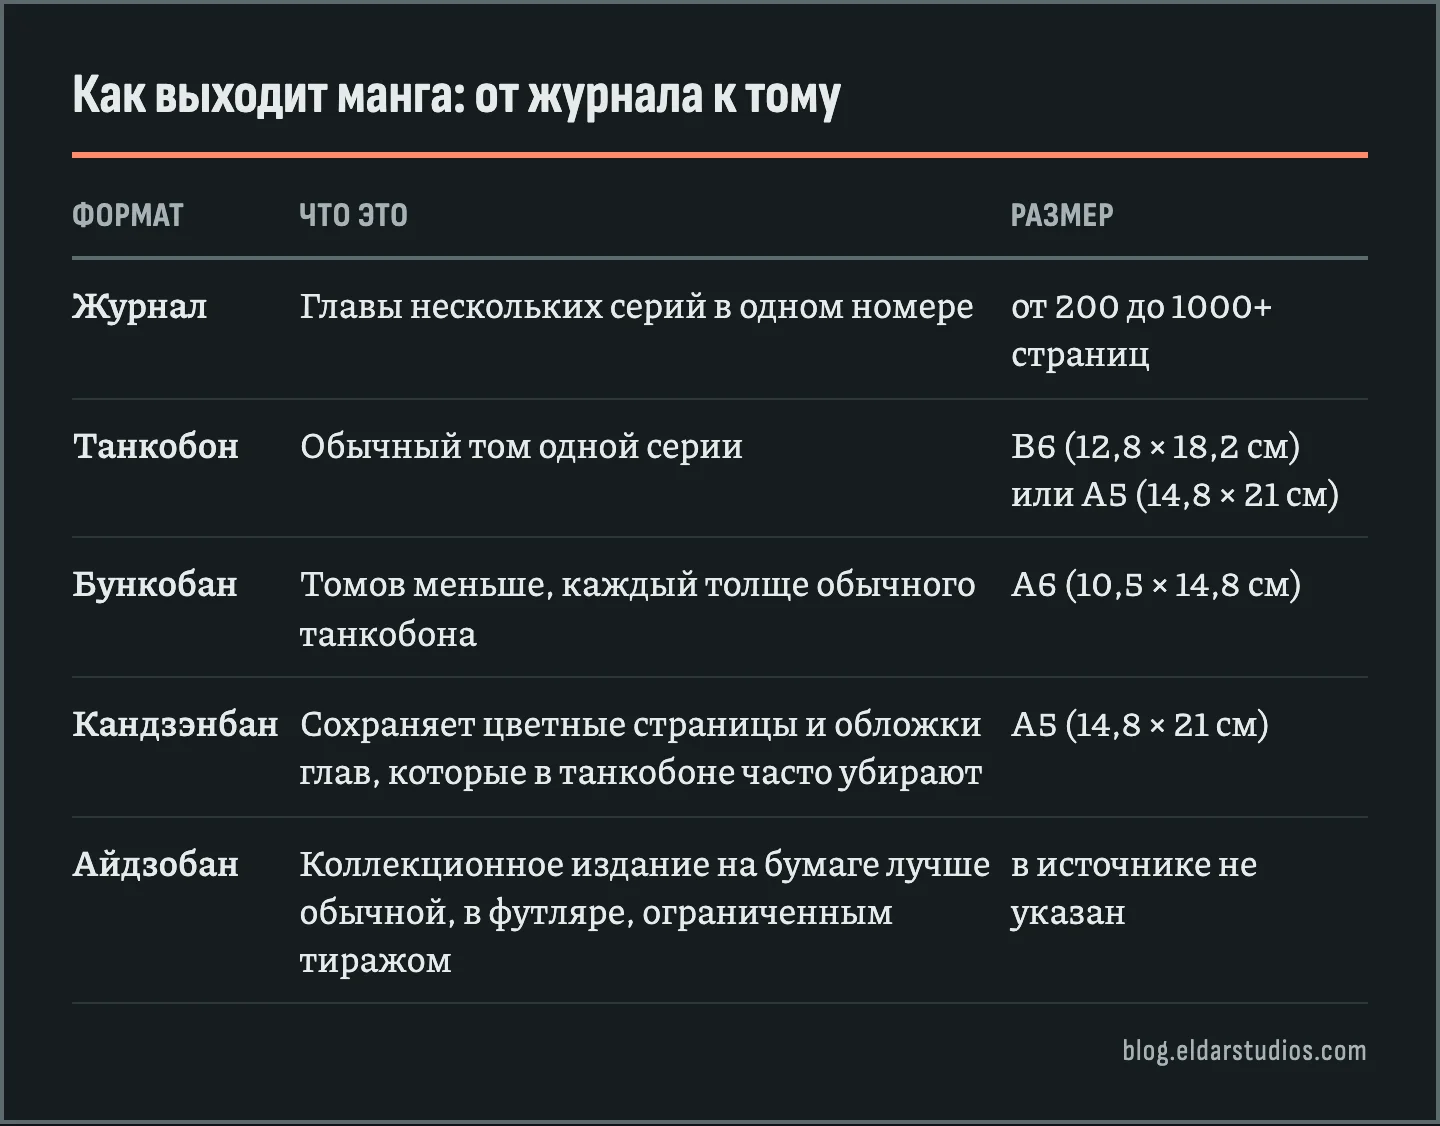 Как выходит манга: от журнала к тому
ФОРМАТ ЧТО ЭТО РАЗМЕР
Журнал Главы нескольких серий в одном номере от 200 до 1000+
страниц
Танкобон Обычный том одной серии B6 (12,8 × 18,2 см)
или A5 (14,8 × 21 см)
Бункобан Томов меньше, каждый толще обычного A6 (10,5 × 14,8 см)
танкобона
Кандзэнбан Сохраняет цветные страницы и обложки A5 (14,8 × 21 см)
глав, которые в танкобоне часто убирают
Айдзобан Коллекционное издание на бумаге лучше в источнике не
обычной, в футляре, ограниченным указан
тиражом
blog.eldarstudios.com